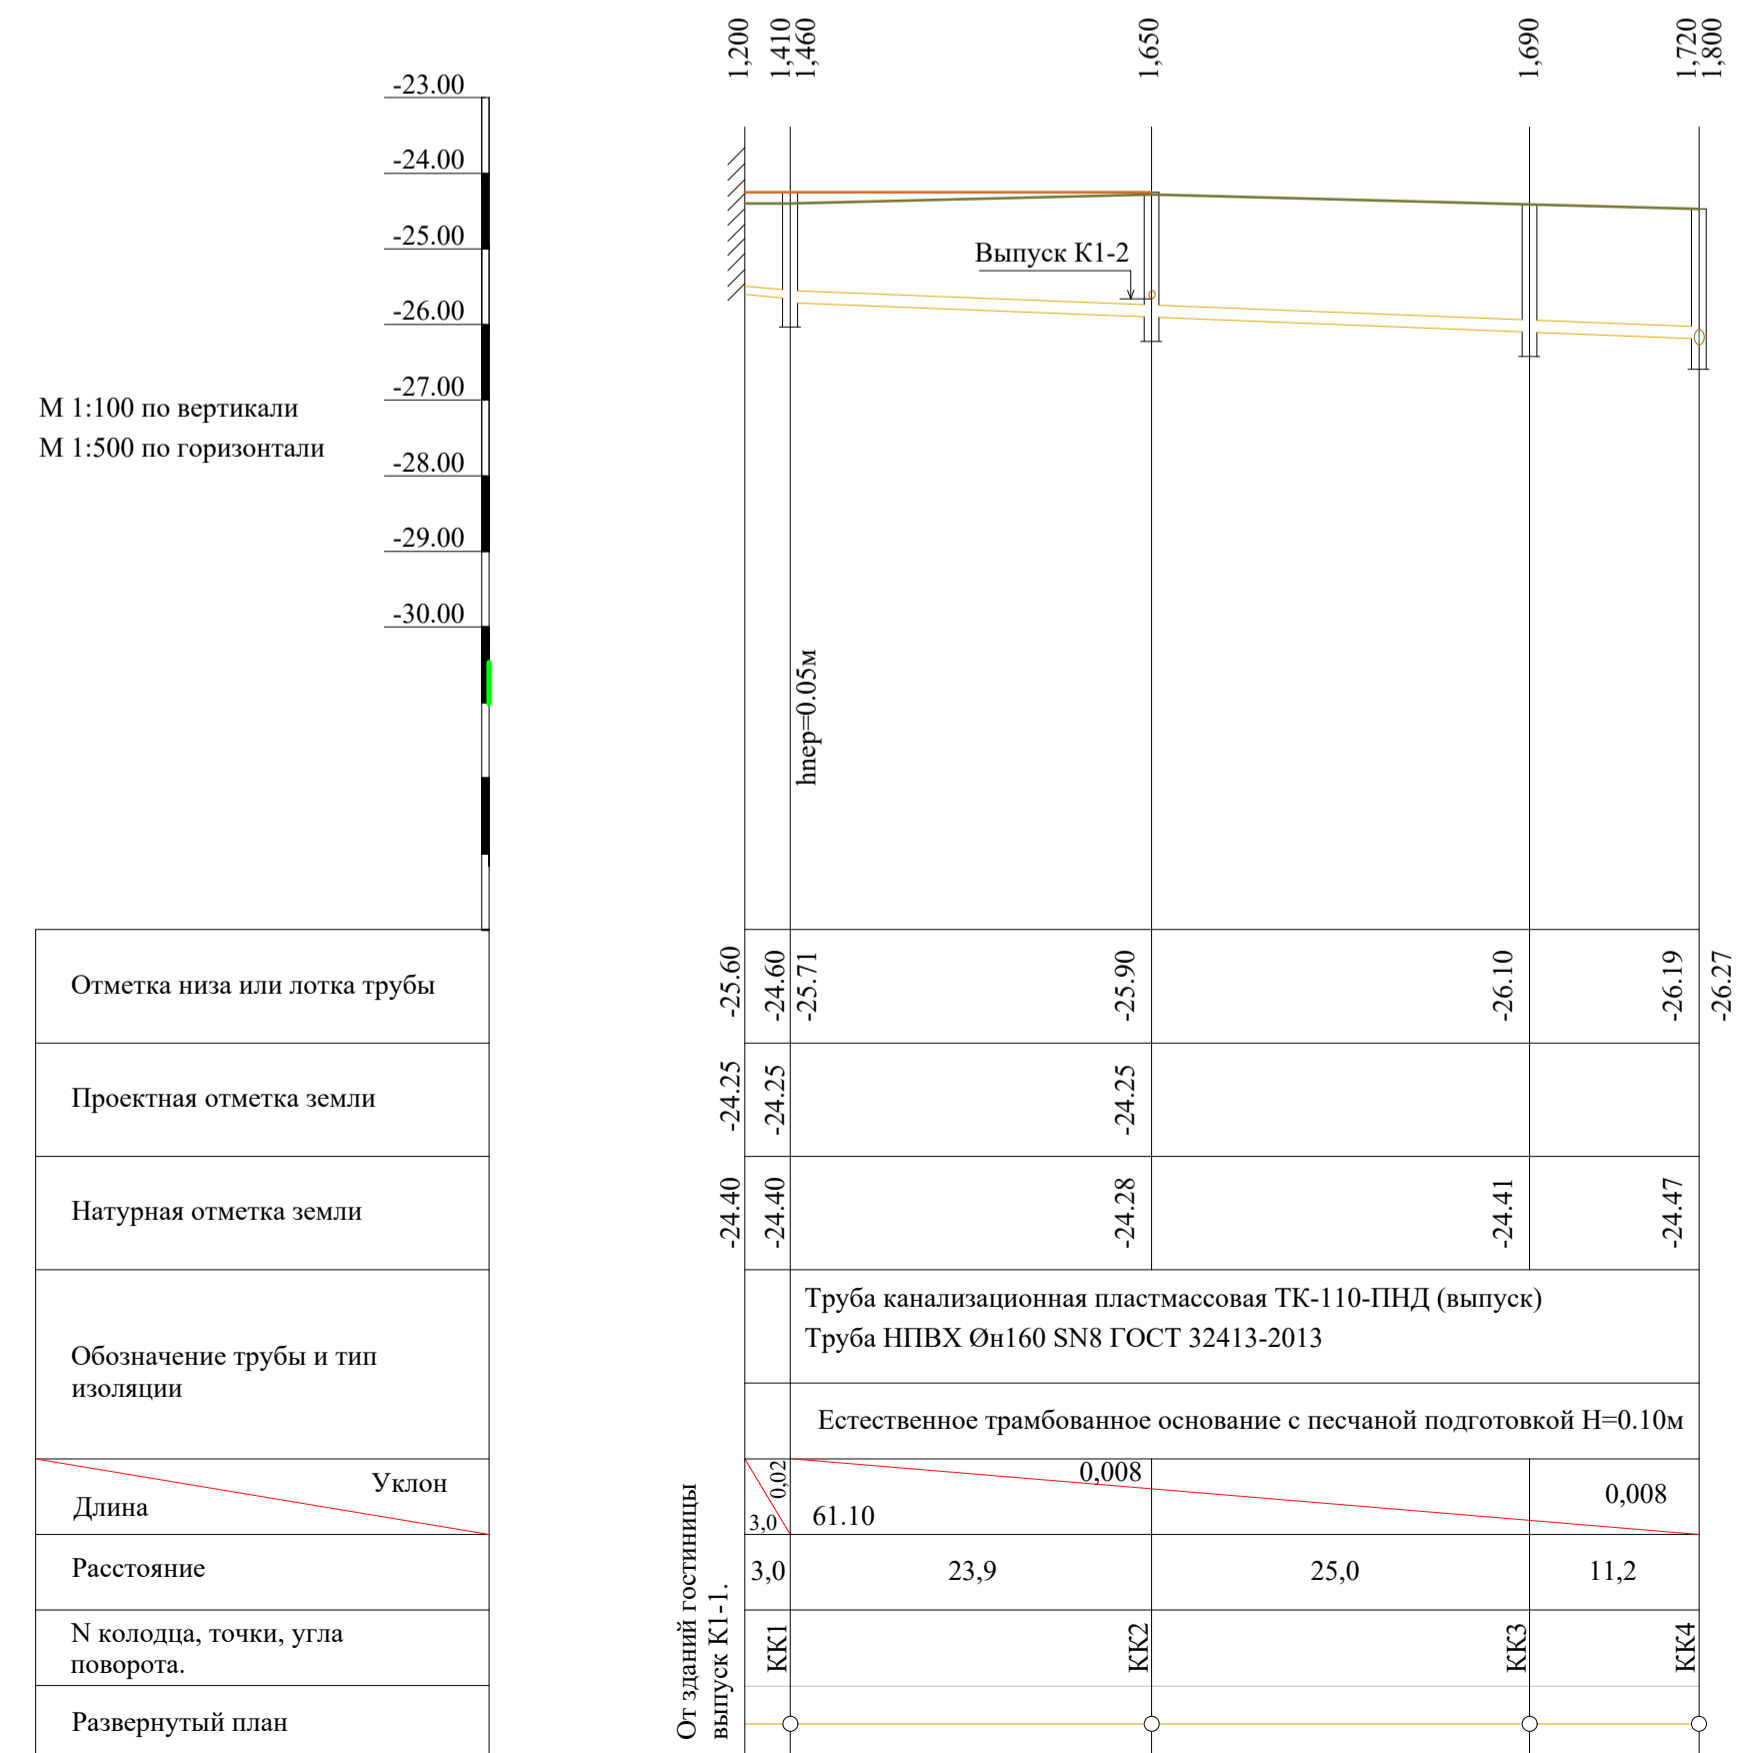 1,200
1,410
1,460
1,650
1,690
1,720
1,800
-23.00
-24.00
-25.00
-26.00
-27.00
-28.00
-29.00
-30.00
Выпуск К1-2
М 1:100 по вертикали
М 1:500 по горизонтали
hпер=0.05м
Отметка низа или лотка трубы
-25.60
-24.60
-25.71
-25.90
-26.10
-26.19
-26.27
Проектная отметка земли
-24.25
-24.25
-24.25
Натурная отметка земли
-24.40
-24.40
-24.28
-24.41
-24.47
Обозначение трубы и тип
изоляции
Труба канализационная пластмассовая ТК-110-ПНД (выпуск)
Труба НПВХ Øн160 SN8 ГОСТ 32413-2013
Естественное трамбованное основание с песчаной подготовкой Н=0.10м
Уклон
Длина
0,02
3,0
0,008
61.10
0,008
Расстояние
3,0
23,9
25,0
11,2
N колодца, точки, угла
поворота.
От зданий гостиницы
выпуск К1-1.
КК1
КК2
КК3
КК4
Развернутый план